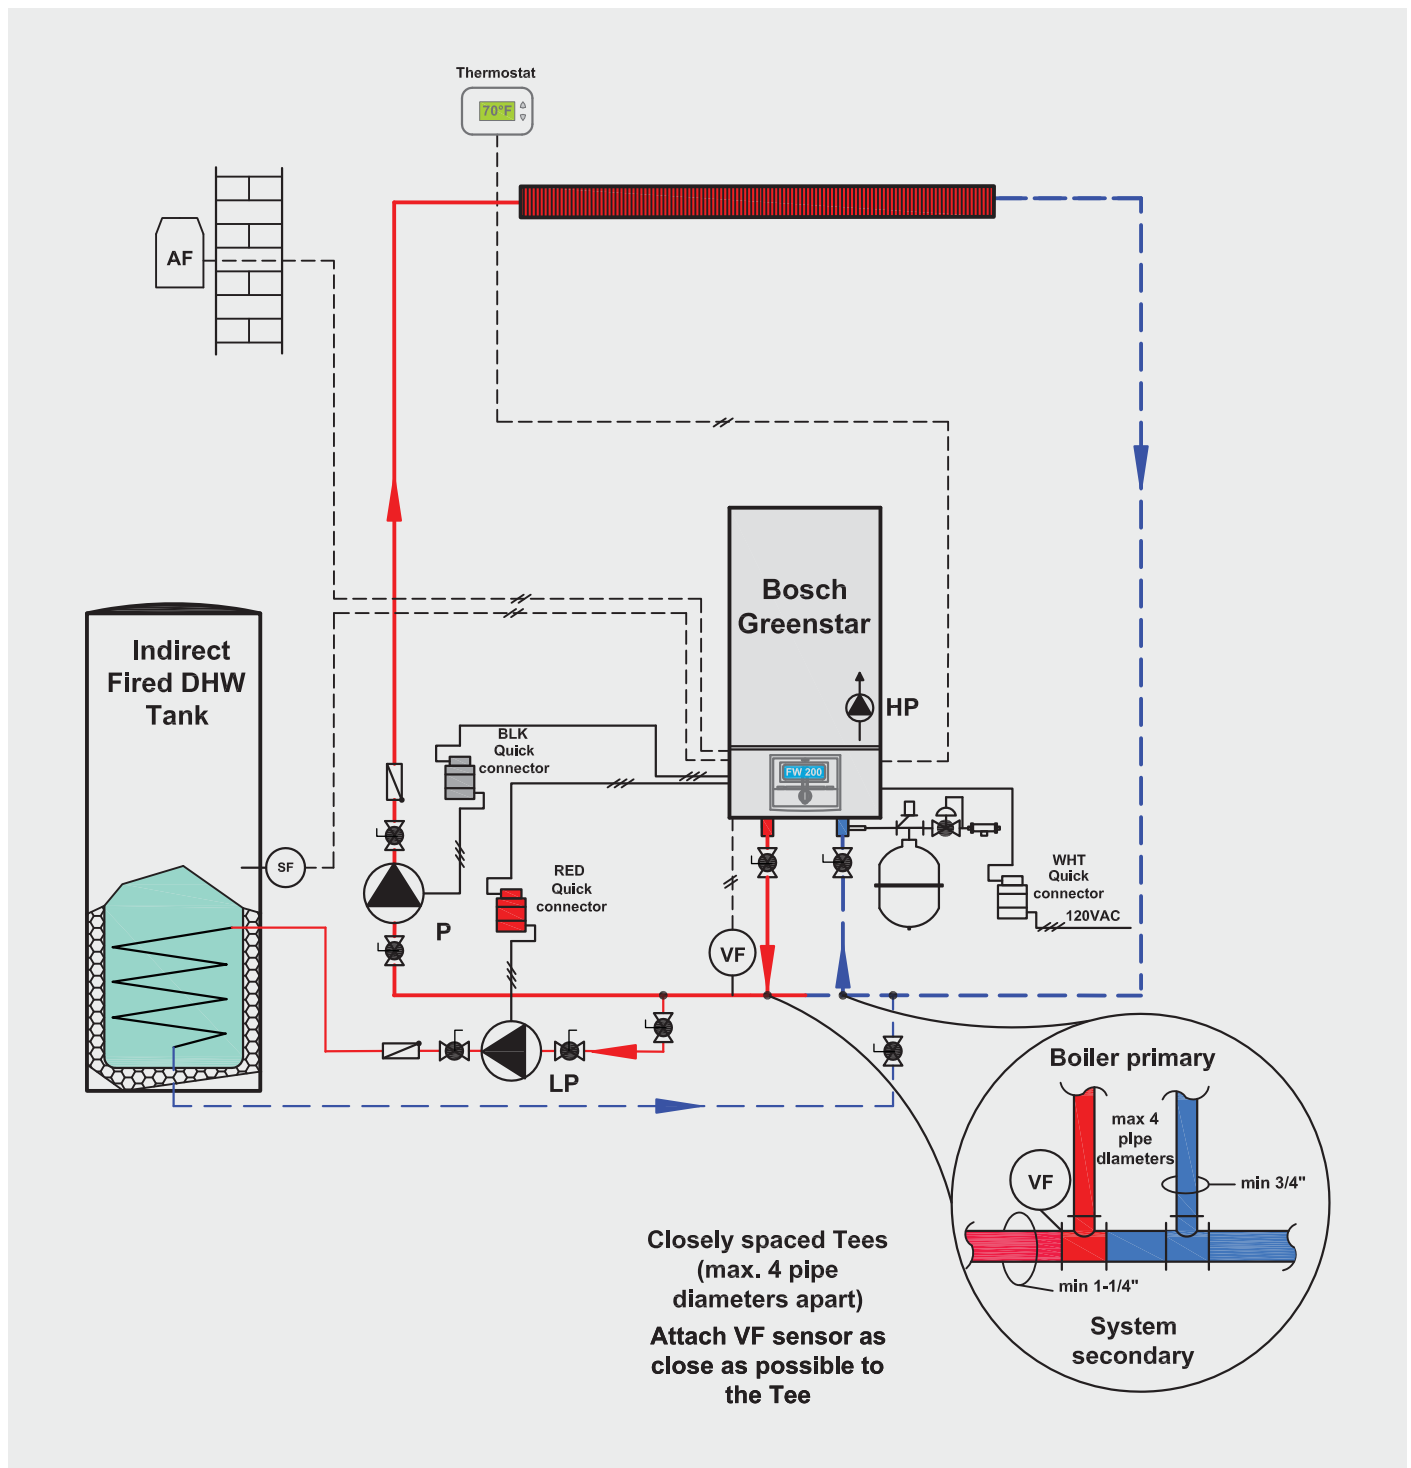 Thermostat
70°F
AF
Bosch
Greenstar
Indirect
Fired DHW
Tank
HP
BLK
Quick
connector
FW 200
SF
RED
Quick
connector
WHT
Quick
connector
120VAC
P
VF
LP
Boiler primary
max 4
pipe
diameters
VF
min 3/4"
min 1-1/4"
System
secondary
Closely spaced Tees
(max. 4 pipe
diameters apart)
Attach VF sensor as
close as possible to
the Tee